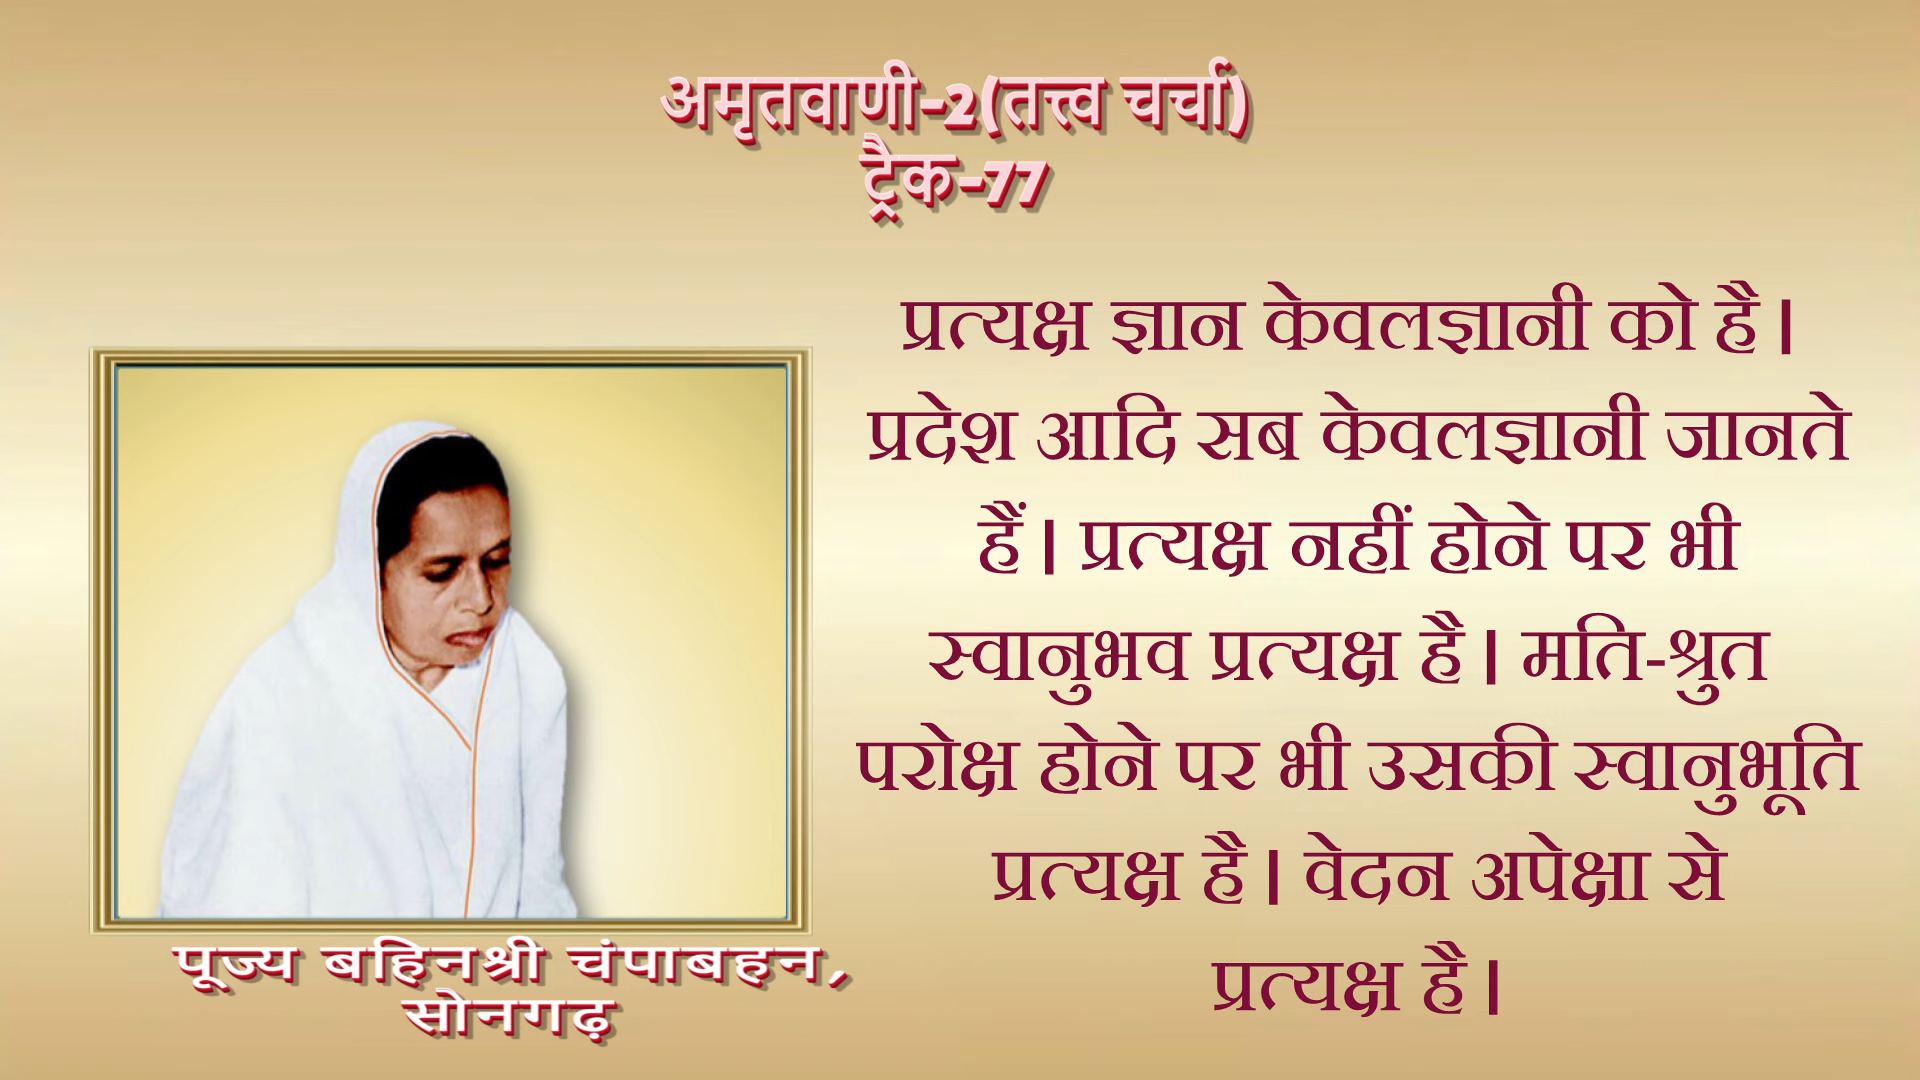 अमृतवाणी-2(तत्त्व चर्चा)
ट्रैक-77
प्रत्यक्ष ज्ञान केवलज्ञानी को है।
प्रदेश आदि सब केवलज्ञानी जानते
हैं। प्रत्यक्ष नहीं होने पर भी
स्वानुभव प्रत्यक्ष है। मति-श्रुत
परोक्ष होने पर भी उसकी स्वानुभूति
प्रत्यक्ष है। वेदन अपेक्षा से
प्रत्यक्ष है।
पूज्य बहिनश्री चंपाबहन,
सोनगढ़